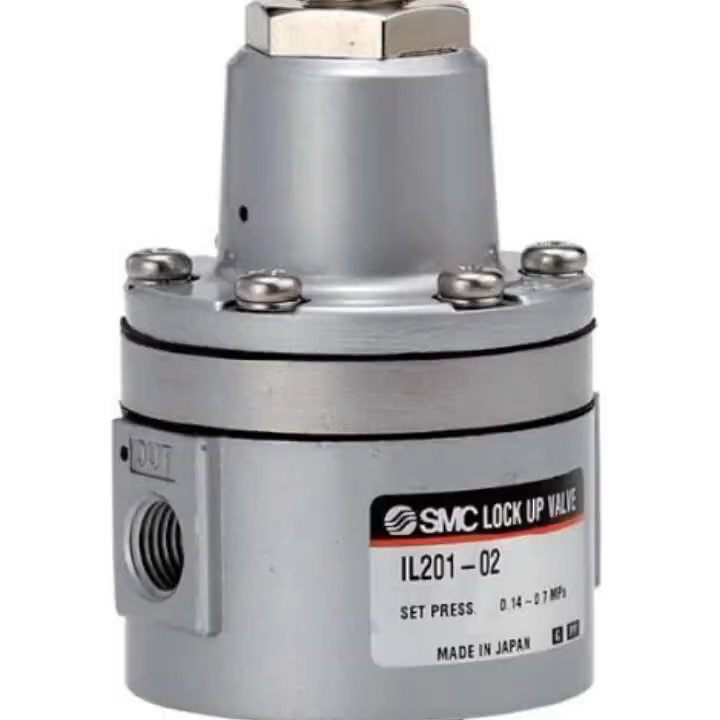 OUT
SMC LOCK UP VALVE
IL201-02
SET PRESS. 0.14-0.7 MPa
MADE IN JAPAN